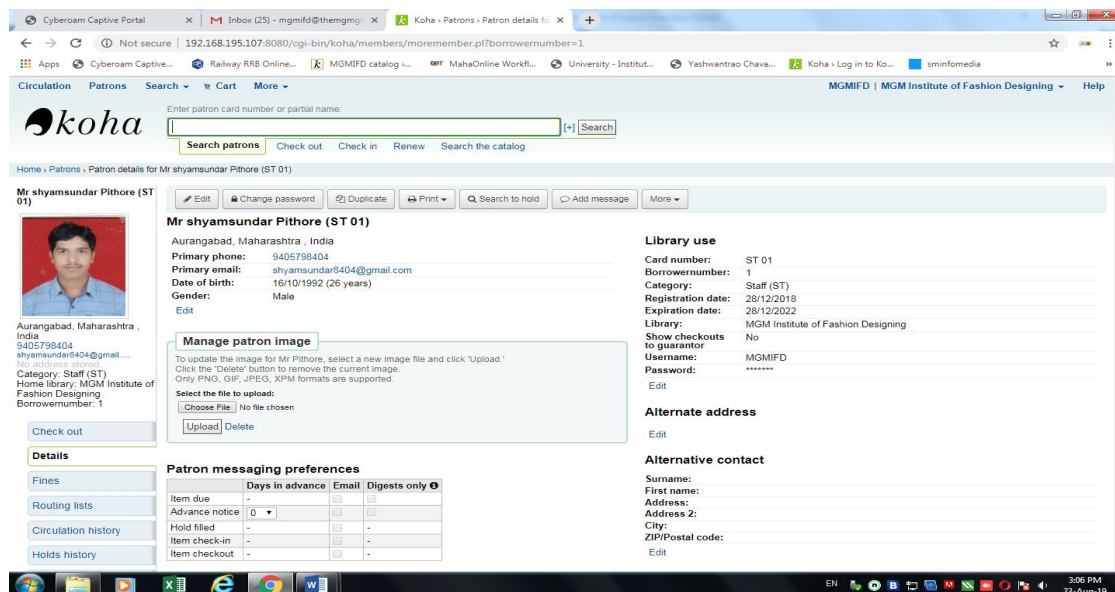 Cyberoam Captive Portal
Inbox (25) - mgmifd@themgmgr
Koha › Patrons › Patron details fo
Not secure | 192.168.195.107:8080/cgi-bin/koha/members/moremember.pl?borrowernumber=1
Apps Cyberoam Captive... Railway RRB Online... MGMIFD catalog ›... MahaOnline Workfl... University - Institut... Yashwantrao Chava... Koha › Log in to Ko... sminfomedia »
Circulation Patrons Search Cart More MGMIFD | MGM Institute of Fashion Designing Help
koha
Enter patron card number or partial name:
[+] Search
Search patrons Check out Check in Renew Search the catalog
Home › Patrons › Patron details for Mr shyamsundar Pithore (ST 01)
Mr shyamsundar Pithore (ST
01)
Aurangabad, Maharashtra ,
India
9405798404
shyamsundar8404@gmail....
No address stored.
Category: Staff (ST)
Home library: MGM Institute of
Fashion Designing
Borrowernumber: 1
Check out
Details
Fines
Routing lists
Circulation history
Holds history
Edit Change password Duplicate Print Search to hold Add message More
Mr shyamsundar Pithore (ST 01)
Aurangabad, Maharashtra , India
Primary phone: 9405798404
Primary email: shyamsundar8404@gmail.com
Date of birth: 16/10/1992 (26 years)
Gender: Male
Edit
Manage patron image
To update the image for Mr Pithore, select a new image file and click 'Upload.'
Click the 'Delete' button to remove the current image.
Only PNG, GIF, JPEG, XPM formats are supported.
Select the file to upload:
Choose File No file chosen
Upload Delete
Patron messaging preferences
Days in advance Email Digests only
Item due -
Advance notice 0
Hold filled - -
Item check-in - -
Item checkout - -
Library use
Card number: ST 01
Borrowernumber: 1
Category: Staff (ST)
Registration date: 28/12/2018
Expiration date: 28/12/2022
Library: MGM Institute of Fashion Designing
Show checkouts No
to guarantor
Username: MGMIFD
Password: *******
Edit
Alternate address
Edit
Alternative contact
Surname:
First name:
Address:
Address 2:
City:
ZIP/Postal code:
Edit
EN 3:06 PM
23-Aug-19